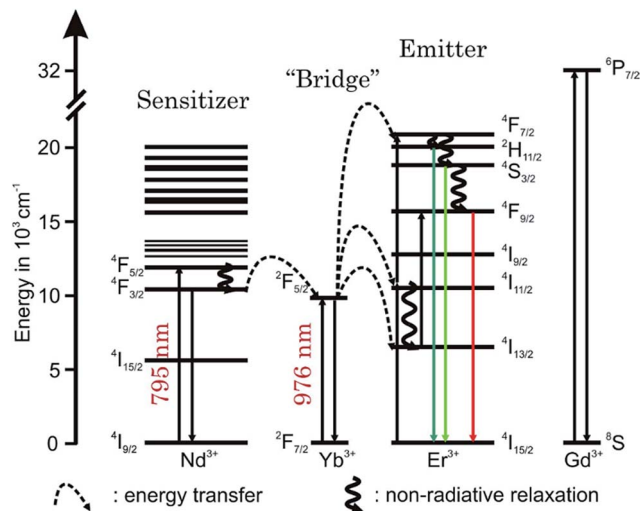 Emitter
"Bridge"
Sensitizer
Energy in 10³ cm⁻¹
32
20
15
10
5
0
⁴F₅/₂
⁴F₃/₂
⁴I₁₅/₂
⁴I₉/₂
795 nm
Nd³⁺
²F₅/₂
976 nm
²F₇/₂
Yb³⁺
⁴F₇/₂
²H₁₁/₂
⁴S₃/₂
⁴F₉/₂
⁴I₉/₂
⁴I₁₁/₂
⁴I₁₃/₂
⁴I₁₅/₂
Er³⁺
⁶P₇/₂
⁸S
Gd³⁺
: energy transfer
: non-radiative relaxation